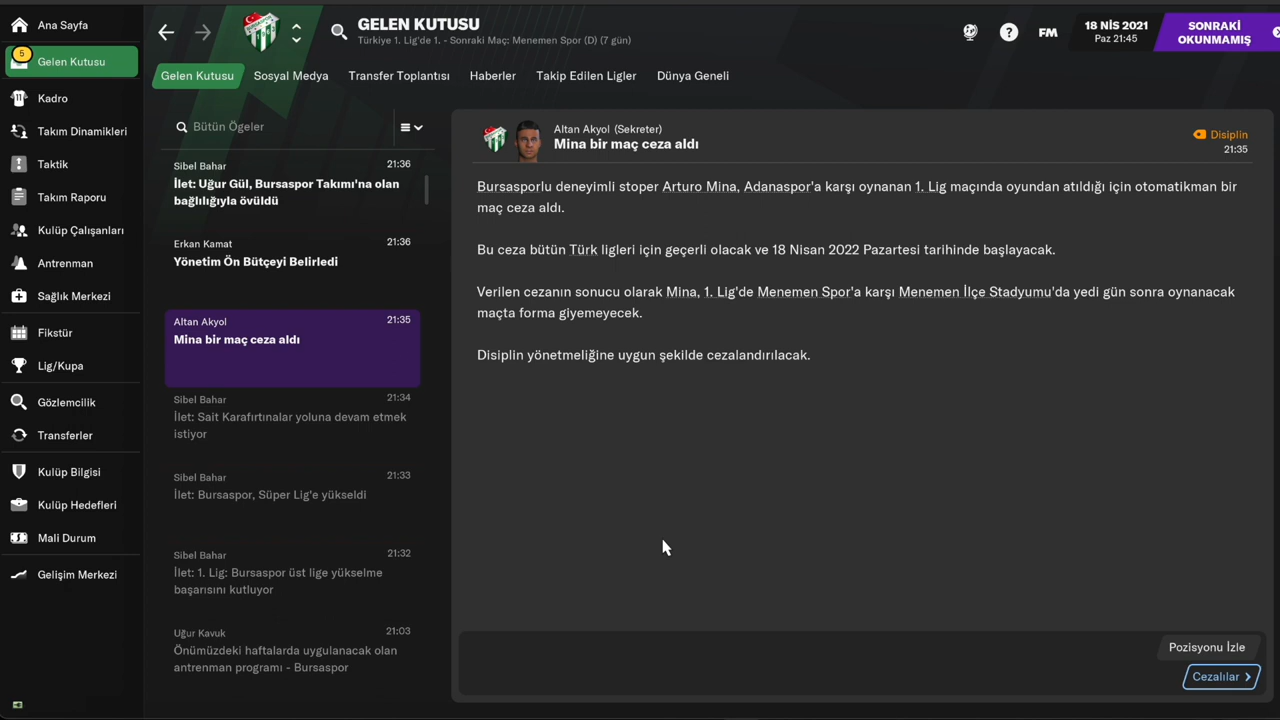 Ana Sayfa
5
Gelen Kutusu
Kadro
Takım Dinamikleri
Taktik
Takım Raporu
Kulüp Çalışanları
Antrenman
Sağlık Merkezi
Fikstür
Lig/Kupa
Gözlemcilik
Transferler
Kulüp Bilgisi
Kulüp Hedefleri
Mali Durum
Gelişim Merkezi
GELEN KUTUSU
Türkiye 1. Lig'de 1. - Sonraki Maç: Menemen Spor (D) (7 gün)
?
FM
18 NİS 2021
Paz 21:45
SONRAKİ
OKUNMAMIŞ
Gelen Kutusu
Sosyal Medya
Transfer Toplantısı
Haberler
Takip Edilen Ligler
Dünya Geneli
Bütün Ögeler
Sibel Bahar 21:36
İlet: Uğur Gül, Bursaspor Takımı'na olan
bağlılığıyla övüldü
Erkan Kamat 21:36
Yönetim Ön Bütçeyi Belirledi
Altan Akyol 21:35
Mina bir maç ceza aldı
Sibel Bahar 21:34
İlet: Sait Karafırtınalar yoluna devam etmek
istiyor
Sibel Bahar 21:33
İlet: Bursaspor, Süper Lig'e yükseldi
Sibel Bahar 21:32
İlet: 1. Lig: Bursaspor üst lige yükselme
başarısını kutluyor
Uğur Kavuk 21:03
Önümüzdeki haftalarda uygulanacak olan
antrenman programı - Bursaspor
Altan Akyol (Sekreter)
Mina bir maç ceza aldı
Disiplin
21:35
Bursasporlu deneyimli stoper Arturo Mina, Adanaspor'a karşı oynanan 1. Lig maçında oyundan atıldığı için otomatikman bir
maç ceza aldı.
Bu ceza bütün Türk ligleri için geçerli olacak ve 18 Nisan 2022 Pazartesi tarihinde başlayacak.
Verilen cezanın sonucu olarak Mina, 1. Lig'de Menemen Spor'a karşı Menemen İlçe Stadyumu'da yedi gün sonra oynanacak
maçta forma giyemeyecek.
Disiplin yönetmeliğine uygun şekilde cezalandırılacak.
Pozisyonu İzle
Cezalılar